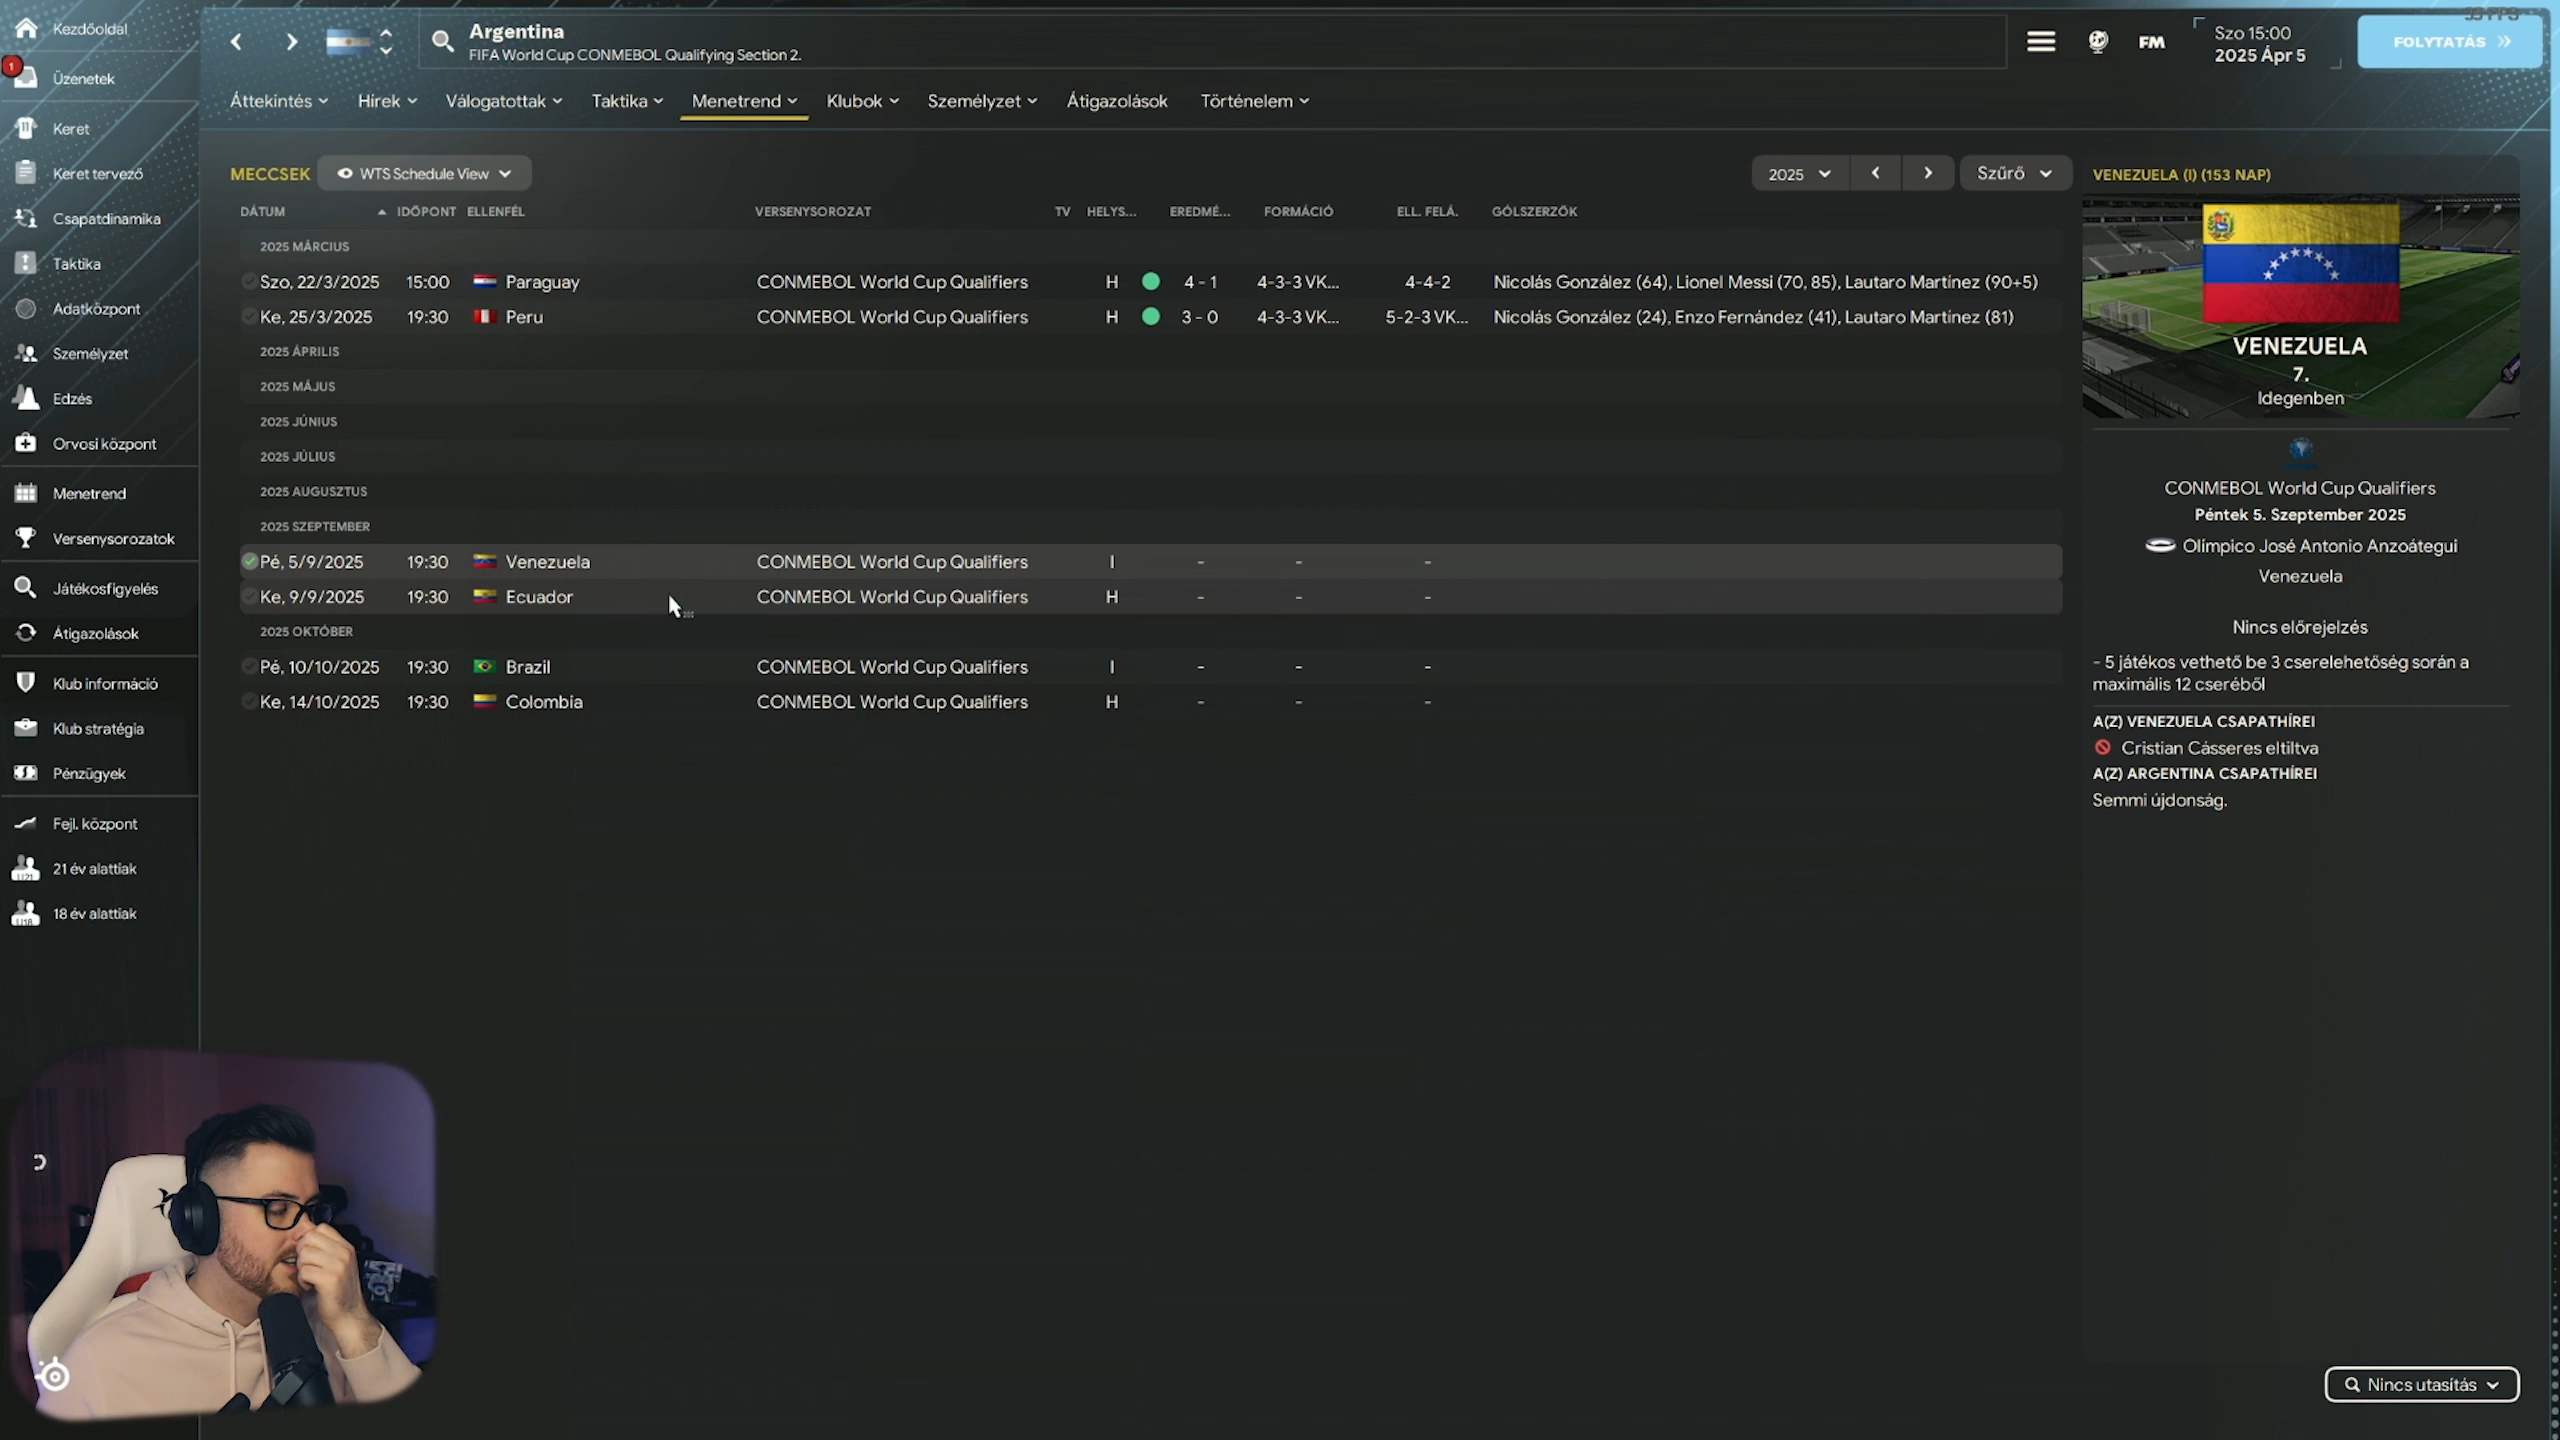 Argentina
FIFA World Cup CONMEBOL Qualifying Section 2.
FM
Szo 15:00
2025 Ápr 5
FOLYTATÁS
Áttekintés
Hírek
Válogatottak
Taktika
Menetrend
Klubok
Személyzet
Átigazolások
Történelem
Kezdőoldal
1
Üzenetek
Keret
Keret tervező
Csapatdinamika
Taktika
Adatközpont
Személyzet
Edzés
Orvosi központ
Menetrend
Versenysorozatok
Játékosfigyelés
Átigazolások
Klub információ
Klub stratégia
Pénzügyek
Fejl. központ
21 év alattiak
18 év alattiak
MECCSEK WTS Schedule View 2025 Szűrő
DÁTUM IDŐPONT ELLENFÉL VERSENYSOROZAT TV HELYS... EREDMÉ... FORMÁCIÓ ELL. FELÁ. GÓLSZERZŐK
2025 MÁRCIUS
Szo, 22/3/2025 15:00 Paraguay CONMEBOL World Cup Qualifiers H 4 - 1 4-3-3 VK... 4-4-2 Nicolás González (64), Lionel Messi (70, 85), Lautaro Martínez (90+5)
Ke, 25/3/2025 19:30 Peru CONMEBOL World Cup Qualifiers H 3 - 0 4-3-3 VK... 5-2-3 VK... Nicolás González (24), Enzo Fernández (41), Lautaro Martínez (81)
2025 ÁPRILIS
2025 MÁJUS
2025 JÚNIUS
2025 JÚLIUS
2025 AUGUSZTUS
2025 SZEPTEMBER
Pé, 5/9/2025 19:30 Venezuela CONMEBOL World Cup Qualifiers I - - -
Ke, 9/9/2025 19:30 Ecuador CONMEBOL World Cup Qualifiers H - - -
2025 OKTÓBER
Pé, 10/10/2025 19:30 Brazil CONMEBOL World Cup Qualifiers I - - -
Ke, 14/10/2025 19:30 Colombia CONMEBOL World Cup Qualifiers H - - -
VENEZUELA (I) (153 NAP)
VENEZUELA
7.
Idegenben
CONMEBOL World Cup Qualifiers
Péntek 5. Szeptember 2025
Olímpico José Antonio Anzoátegui
Venezuela
Nincs előrejelzés
- 5 játékos vethető be 3 cserelehetőség során a
maximális 12 cseréből
A(Z) VENEZUELA CSAPATHÍREI
Cristian Cásseres eltiltva
A(Z) ARGENTINA CSAPATHÍREI
Semmi újdonság.
Nincs utasítás